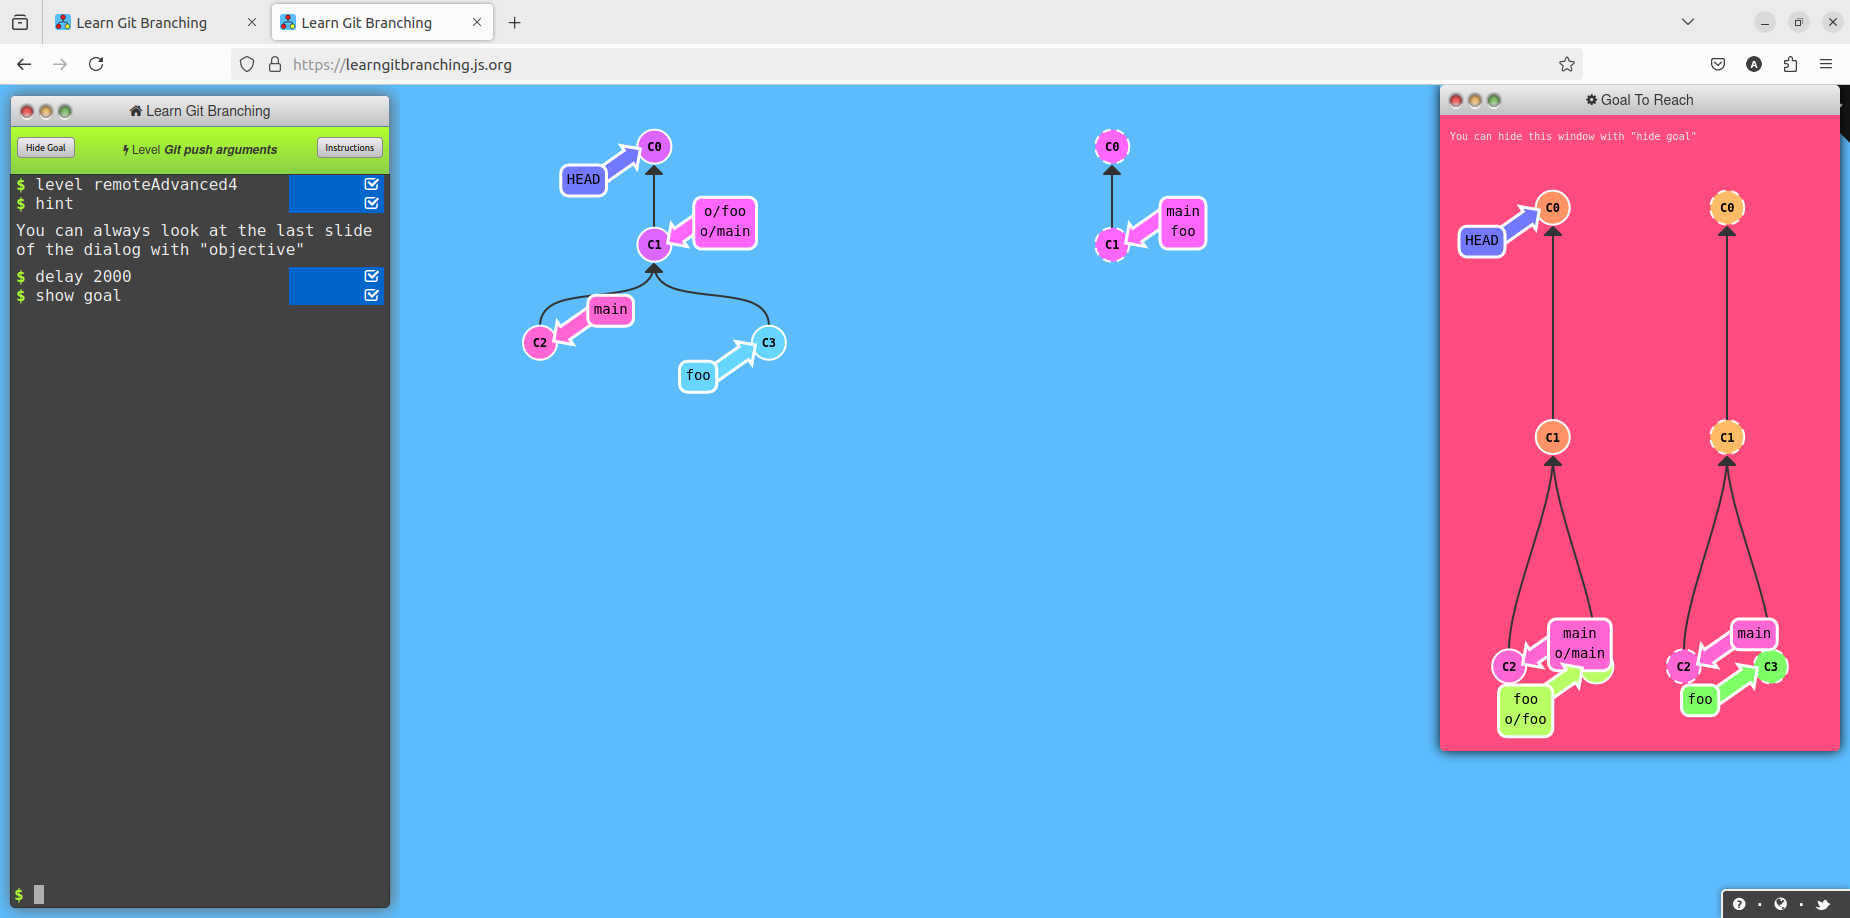 Learn Git Branching
Learn Git Branching
https://learngitbranching.js.org
A
Learn Git Branching
Hide Goal
Level Git push arguments
Instructions
$ level remoteAdvanced4
$ hint
You can always look at the last slide
of the dialog with "objective"
$ delay 2000
$ show goal
$
C0
HEAD
o/foo
o/main
C1
main
C2
C3
foo
C0
main
foo
C1
Goal To Reach
You can hide this window with "hide goal"
C0
HEAD
C1
main
o/main
C2
foo
o/foo
C0
C1
main
C2
C3
foo